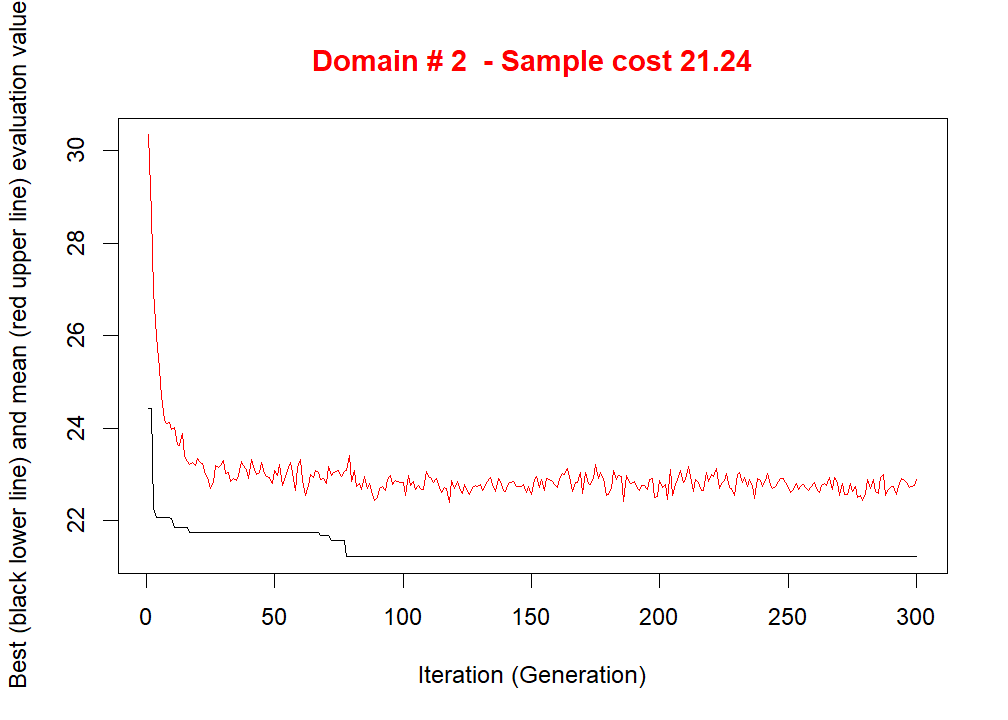 Domain # 2  - Sample cost 21.24
Best (black lower line) and mean (red upper line) evaluation value
30
28
26
24
22
0 50 100 150 200 250 300
Iteration (Generation)